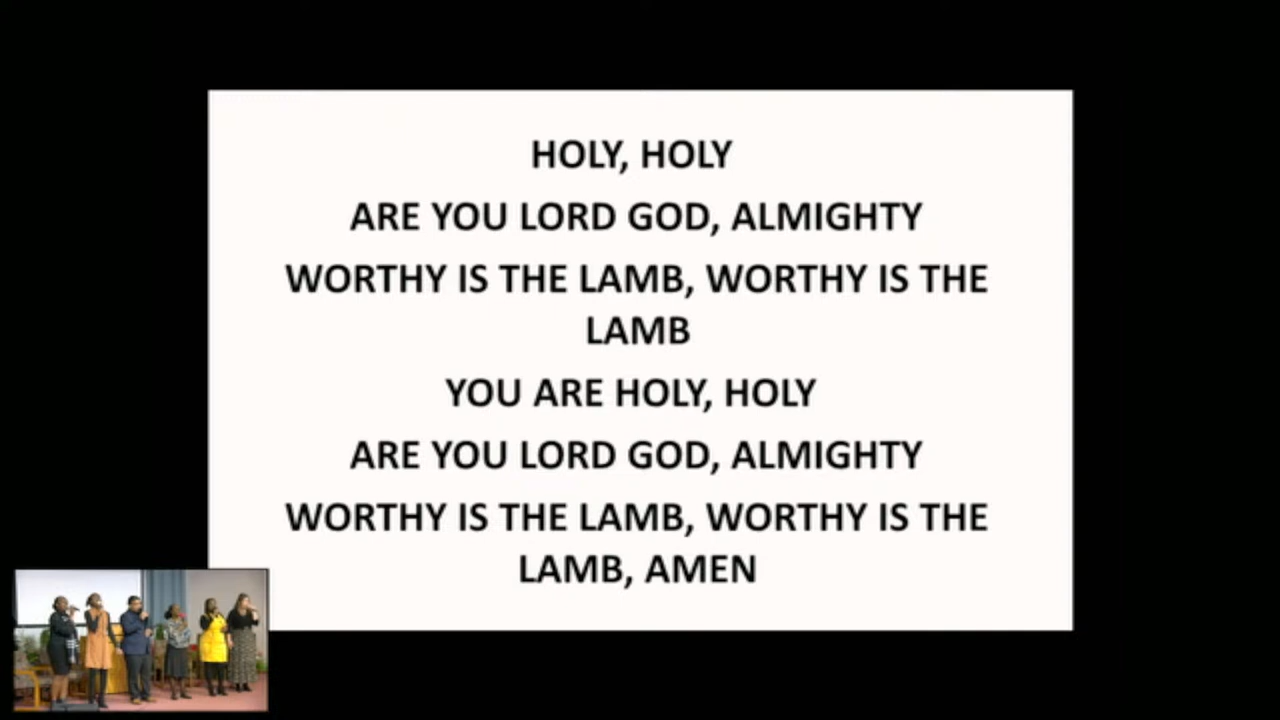 HOLY, HOLY
ARE YOU LORD GOD, ALMIGHTY
WORTHY IS THE LAMB, WORTHY IS THE
LAMB
YOU ARE HOLY, HOLY
ARE YOU LORD GOD, ALMIGHTY
WORTHY IS THE LAMB, WORTHY IS THE
LAMB, AMEN